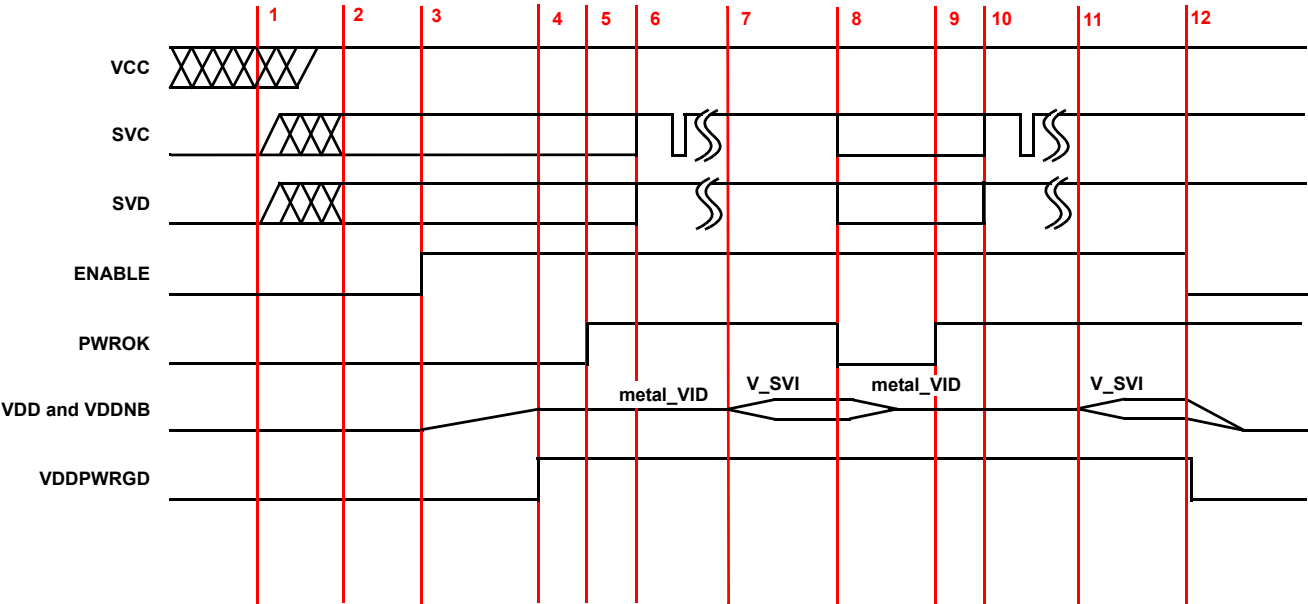 1 2 3 4 5 6 7 8 9 10 11 12
VCC
SVC
SVD
ENABLE
PWROK
metal_VID V_SVI metal_VID V_SVI
VDD and VDDNB
VDDPWRGD